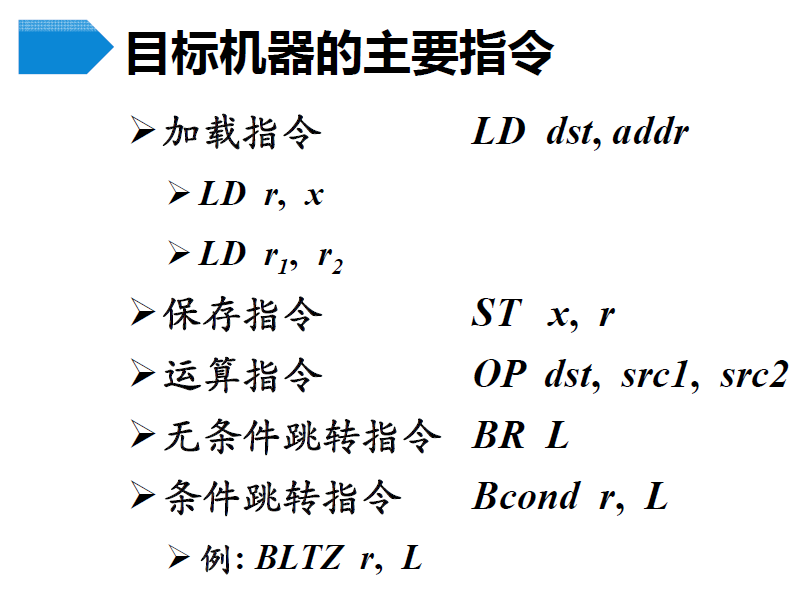 目标机器的主要指令
➢加载指令 LD dst, addr
➢LD r, x
➢LD r1, r2
➢保存指令 ST x, r
➢运算指令 OP dst, src1, src2
➢无条件跳转指令 BR L
➢条件跳转指令 Bcond r, L
➢例: BLTZ r, L